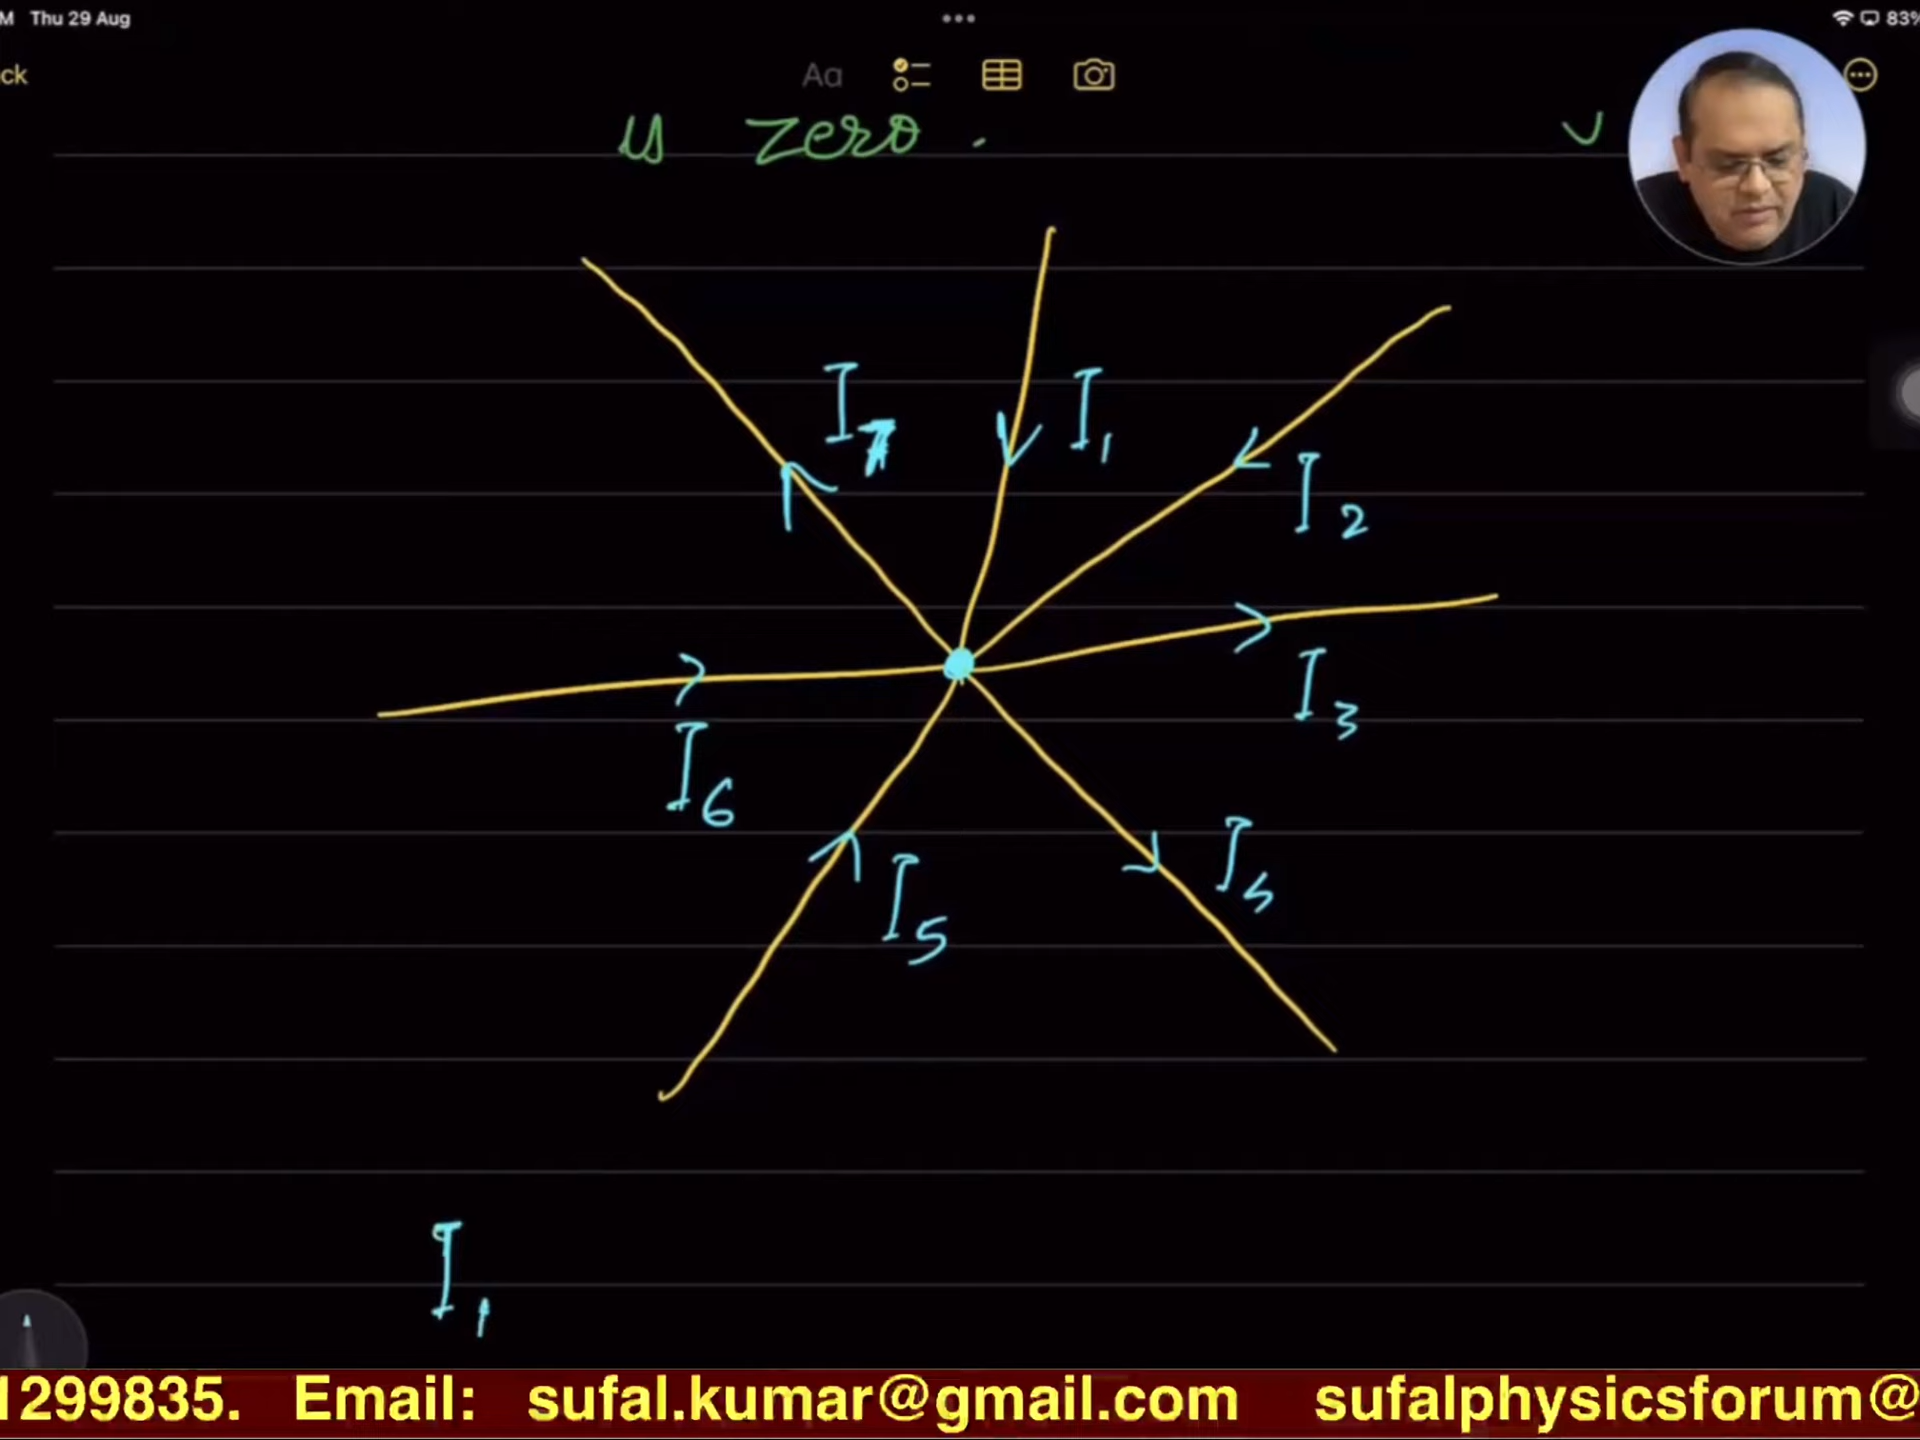 M Thu 29 Aug
83%
ck
Aa
is zero.
I7
I1
I2
I3
I6
I4
I5
I1
1299835. Email: sufal.kumar@gmail.com sufalphysicsforum@